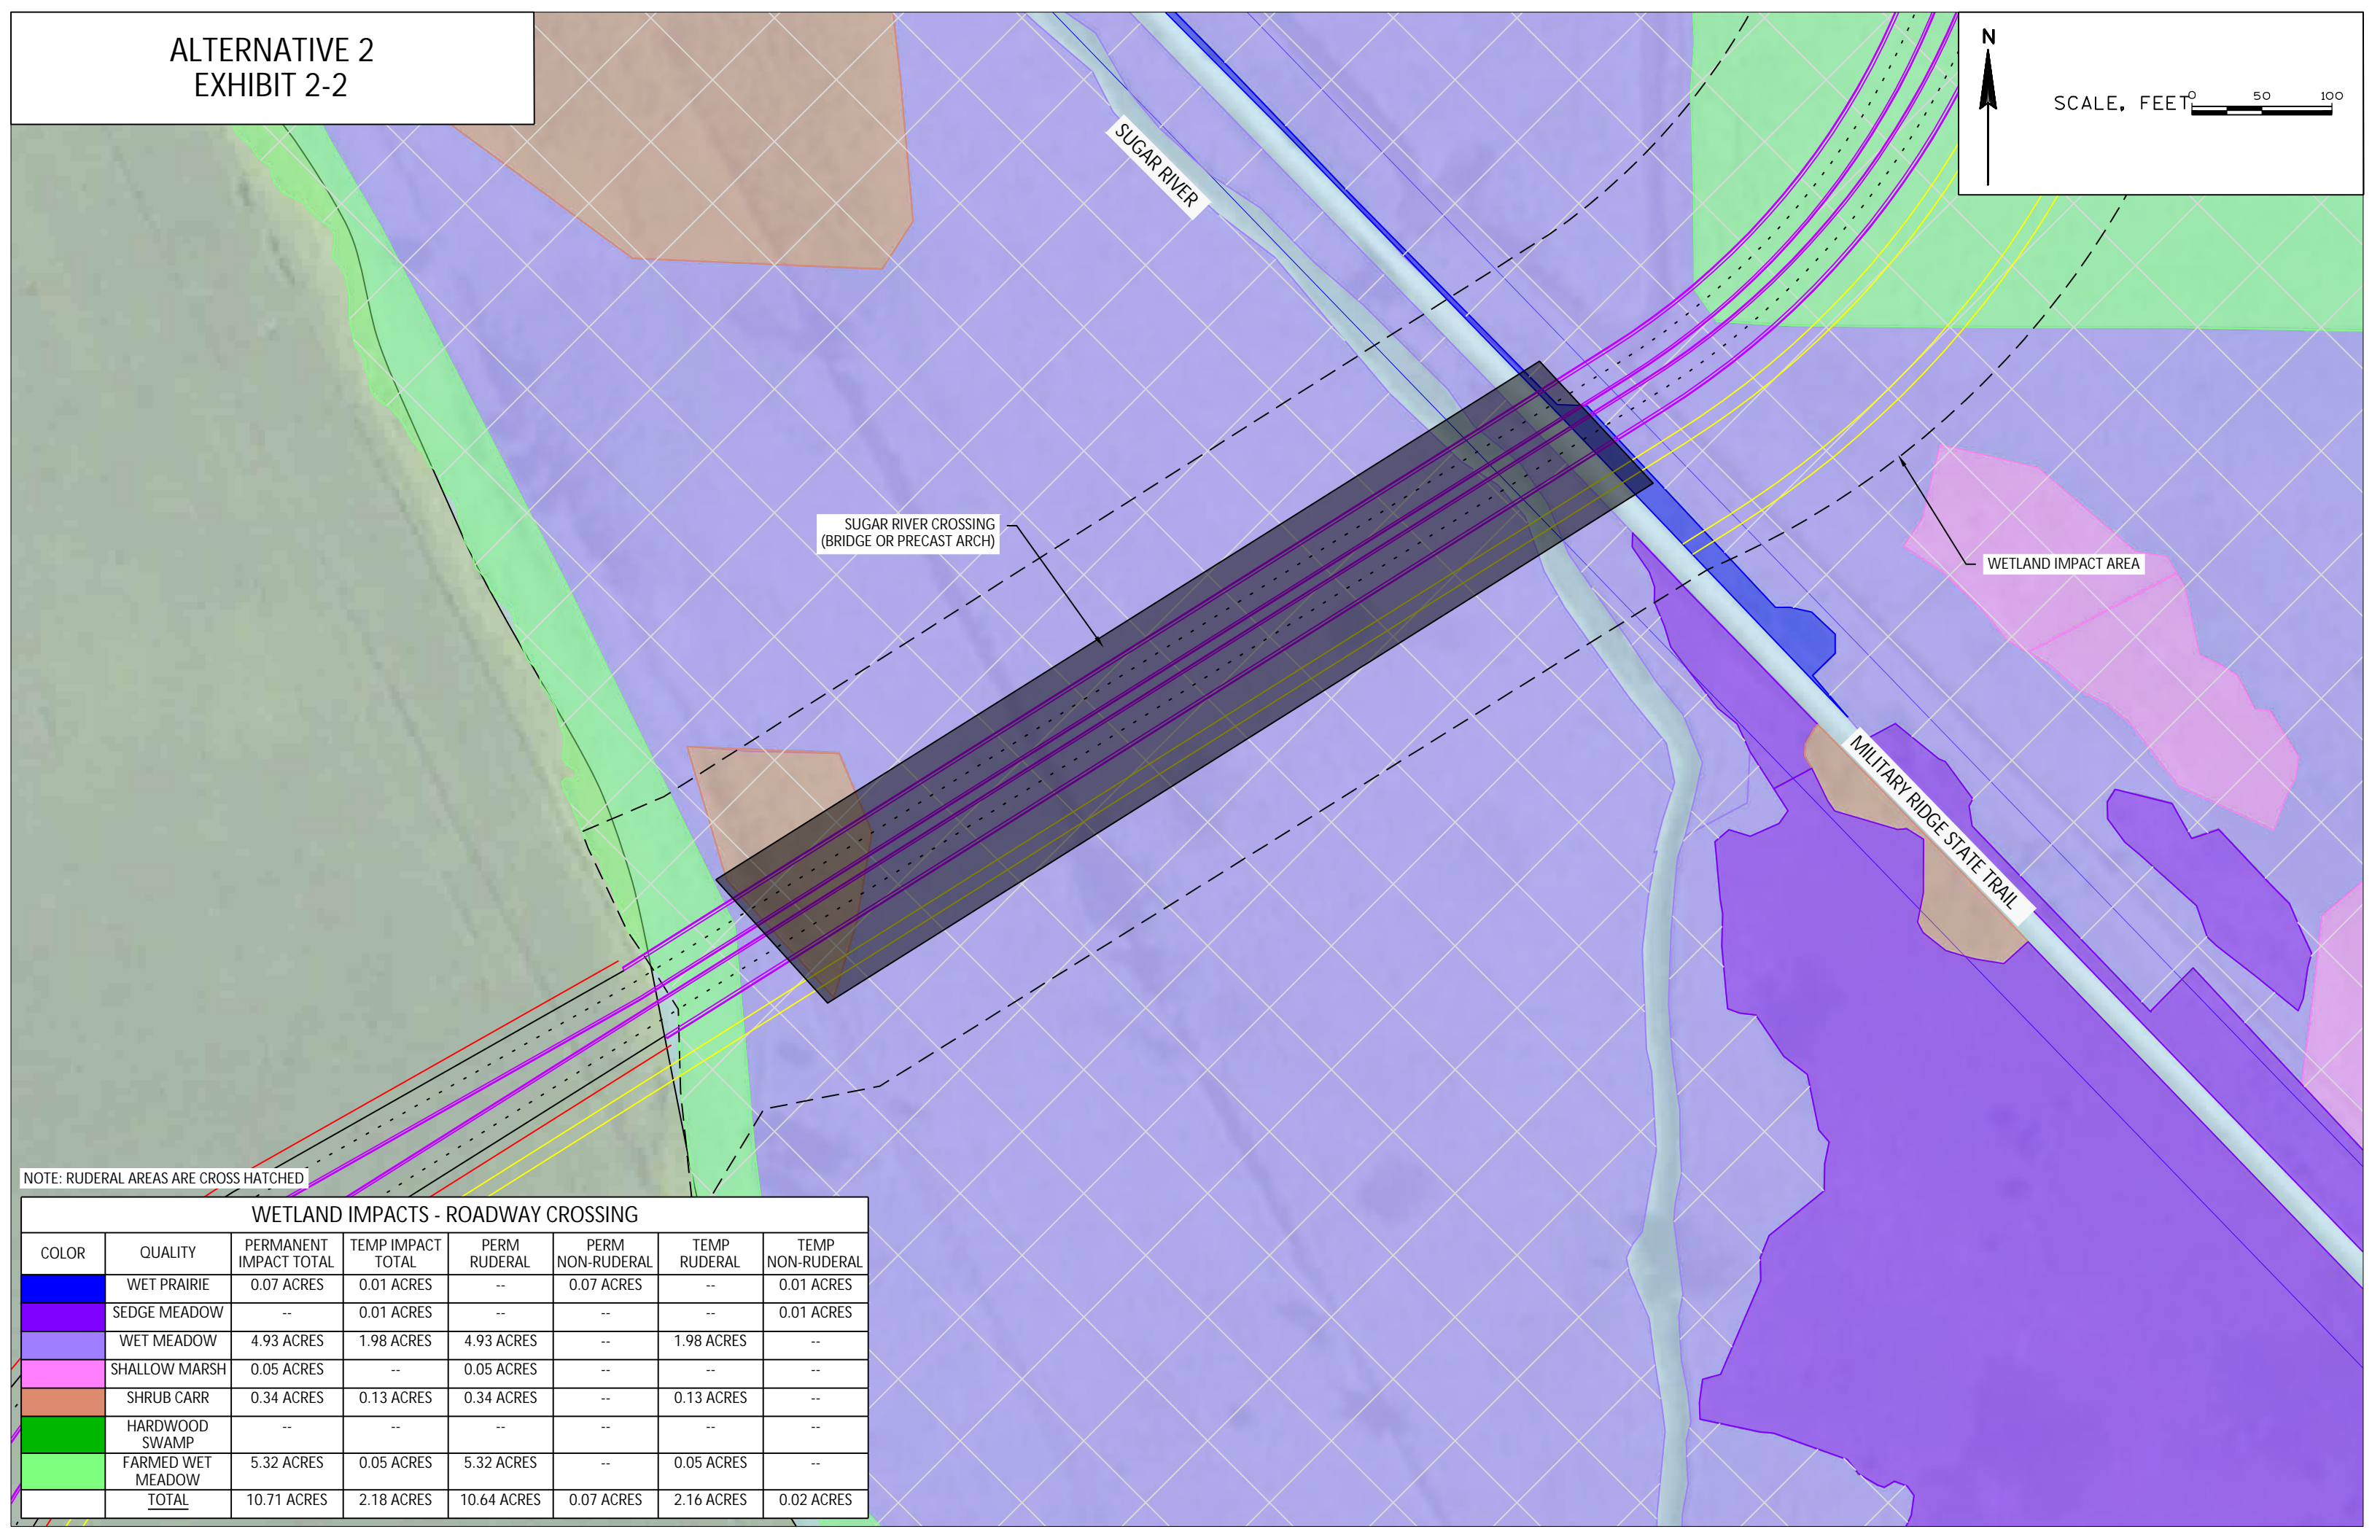 ALTERNATIVE 2
EXHIBIT 2-2
N
SCALE, FEET
0 50 100
SUGAR RIVER
SUGAR RIVER CROSSING
(BRIDGE OR PRECAST ARCH)
WETLAND IMPACT AREA
MILITARY RIDGE STATE TRAIL
NOTE: RUDERAL AREAS ARE CROSS HATCHED
WETLAND IMPACTS - ROADWAY CROSSING
COLOR QUALITY PERMANENT IMPACT TOTAL TEMP IMPACT TOTAL PERM RUDERAL PERM NON-RUDERAL TEMP RUDERAL TEMP NON-RUDERAL
WET PRAIRIE 0.07 ACRES 0.01 ACRES -- 0.07 ACRES -- 0.01 ACRES
SEDGE MEADOW -- 0.01 ACRES -- -- -- 0.01 ACRES
WET MEADOW 4.93 ACRES 1.98 ACRES 4.93 ACRES -- 1.98 ACRES --
SHALLOW MARSH 0.05 ACRES -- 0.05 ACRES -- -- --
SHRUB CARR 0.34 ACRES 0.13 ACRES 0.34 ACRES -- 0.13 ACRES --
HARDWOOD SWAMP -- -- -- -- -- --
FARMED WET MEADOW 5.32 ACRES 0.05 ACRES 5.32 ACRES -- 0.05 ACRES --
TOTAL 10.71 ACRES 2.18 ACRES 10.64 ACRES 0.07 ACRES 2.16 ACRES 0.02 ACRES